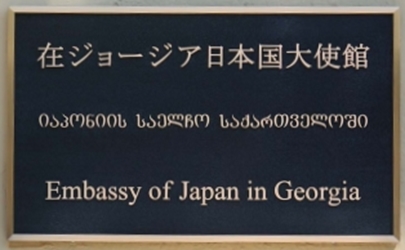 在ジョージア日本国大使館
იაპონიის საელჩო საქართველოში
Embassy of Japan in Georgia